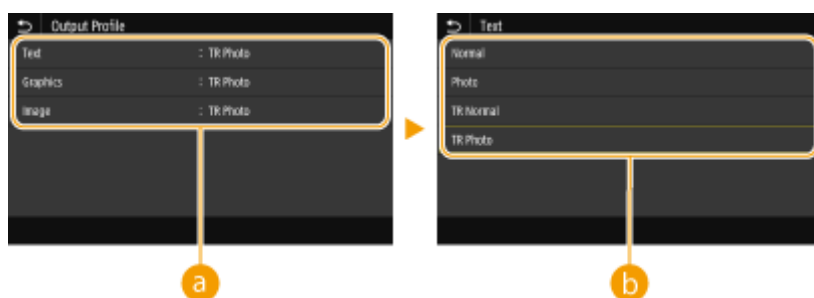 Output Profile
Text : TR Photo
Graphics : TR Photo
Image : TR Photo
a
Text
Normal
Photo
TR Normal
TR Photo
b